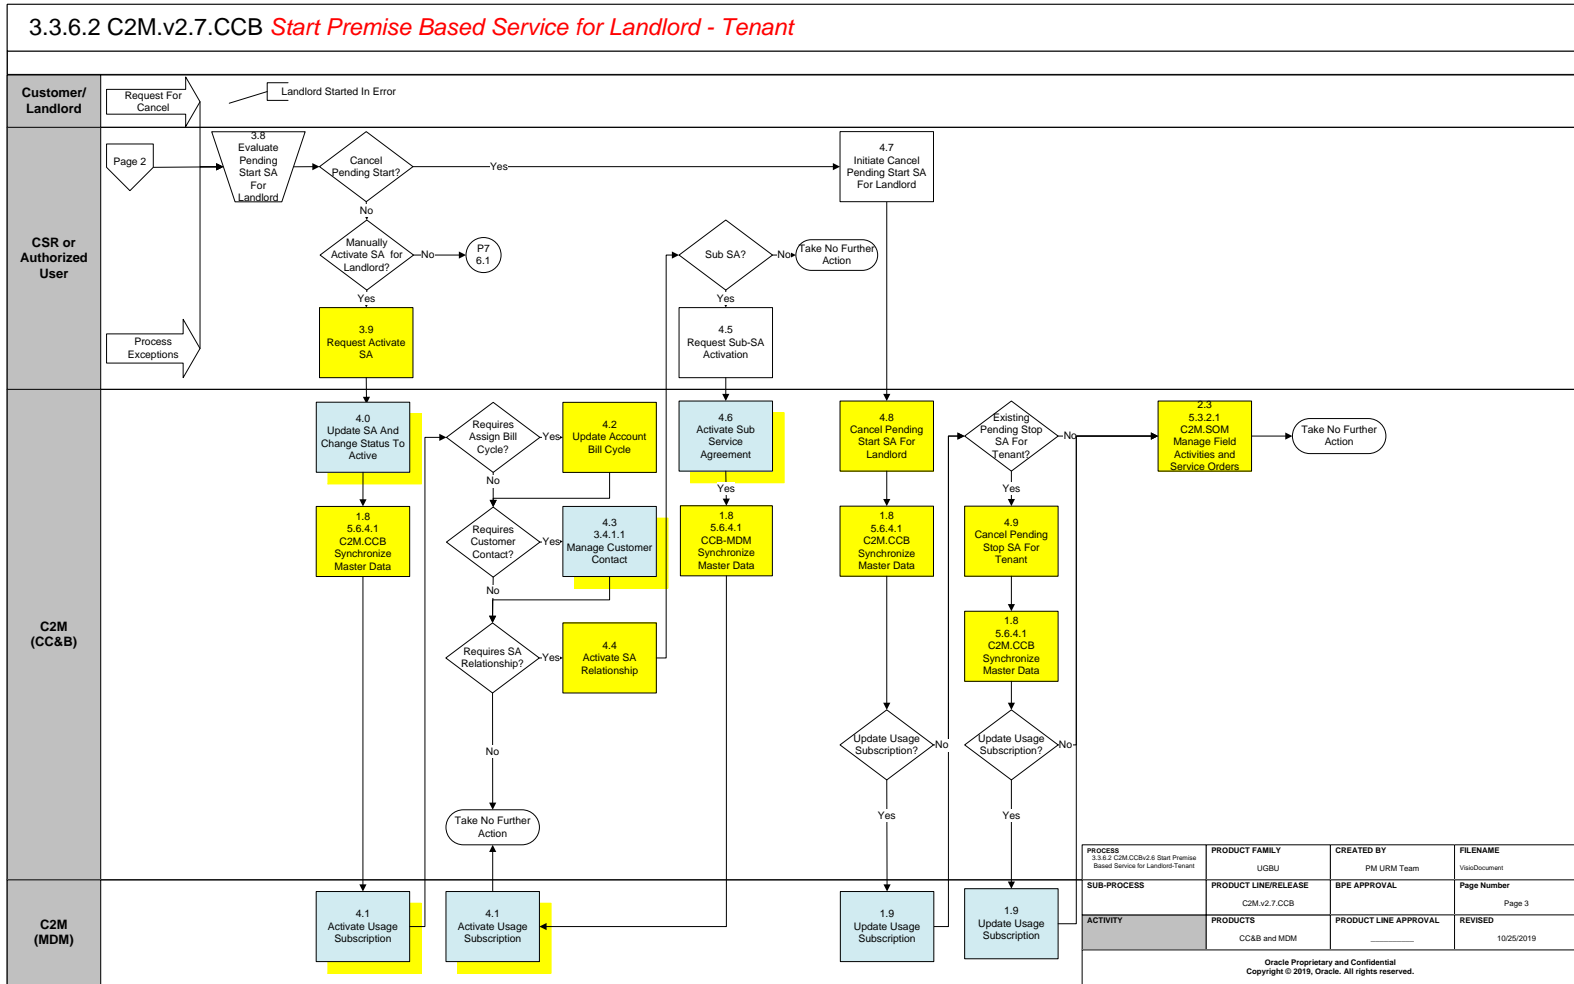 3.3.6.2 C2M.v2.7.CCB Start Premise Based Service for Landlord - Tenant
Customer/
Landlord
Request For
Cancel
Landlord Started In Error
CSR or
Authorized
User
Page 2
3.8
Evaluate
Pending
Start SA
For
Landlord
Cancel
Pending Start?
Yes
No
4.7
Initiate Cancel
Pending Start SA
For Landlord
Manually
Activate SA for
Landlord?
No
P7
6.1
Yes
Sub SA?
No
Take No Further
Action
Yes
Process
Exceptions
3.9
Request Activate
SA
4.5
Request Sub-SA
Activation
C2M
(CC&B)
4.0
Update SA And
Change Status To
Active
Requires
Assign Bill
Cycle?
Yes
No
4.2
Update Account
Bill Cycle
4.6
Activate Sub
Service
Agreement
Yes
4.8
Cancel Pending
Start SA For
Landlord
Existing
Pending Stop
SA For
Tenant?
No
Yes
2.3
5.3.2.1
C2M.SOM
Manage Field
Activities and
Service Orders
Take No Further
Action
1.8
5.6.4.1
C2M.CCB
Synchronize
Master Data
Requires
Customer
Contact?
Yes
No
4.3
3.4.1.1
Manage Customer
Contact
1.8
5.6.4.1
CCB-MDM
Synchronize
Master Data
1.8
5.6.4.1
C2M.CCB
Synchronize
Master Data
4.9
Cancel Pending
Stop SA For
Tenant
Requires SA
Relationship?
Yes
No
4.4
Activate SA
Relationship
1.8
5.6.4.1
C2M.CCB
Synchronize
Master Data
Update Usage
Subscription?
No
Yes
Update Usage
Subscription?
No
Yes
Take No Further
Action
C2M
(MDM)
4.1
Activate Usage
Subscription
4.1
Activate Usage
Subscription
1.9
Update Usage
Subscription
1.9
Update Usage
Subscription
PROCESS
3.3.6.2 C2M.CCBv2.6 Start Premise
Based Service for Landlord-Tenant
PRODUCT FAMILY
UGBU
CREATED BY
PM URM Team
FILENAME
VisioDocument
SUB-PROCESS
PRODUCT LINE/RELEASE
C2M.v2.7.CCB
BPE APPROVAL
Page Number
Page 3
ACTIVITY
PRODUCTS
CC&B and MDM
PRODUCT LINE APPROVAL
___________
REVISED
10/25/2019
Oracle Proprietary and Confidential
Copyright © 2019, Oracle. All rights reserved.